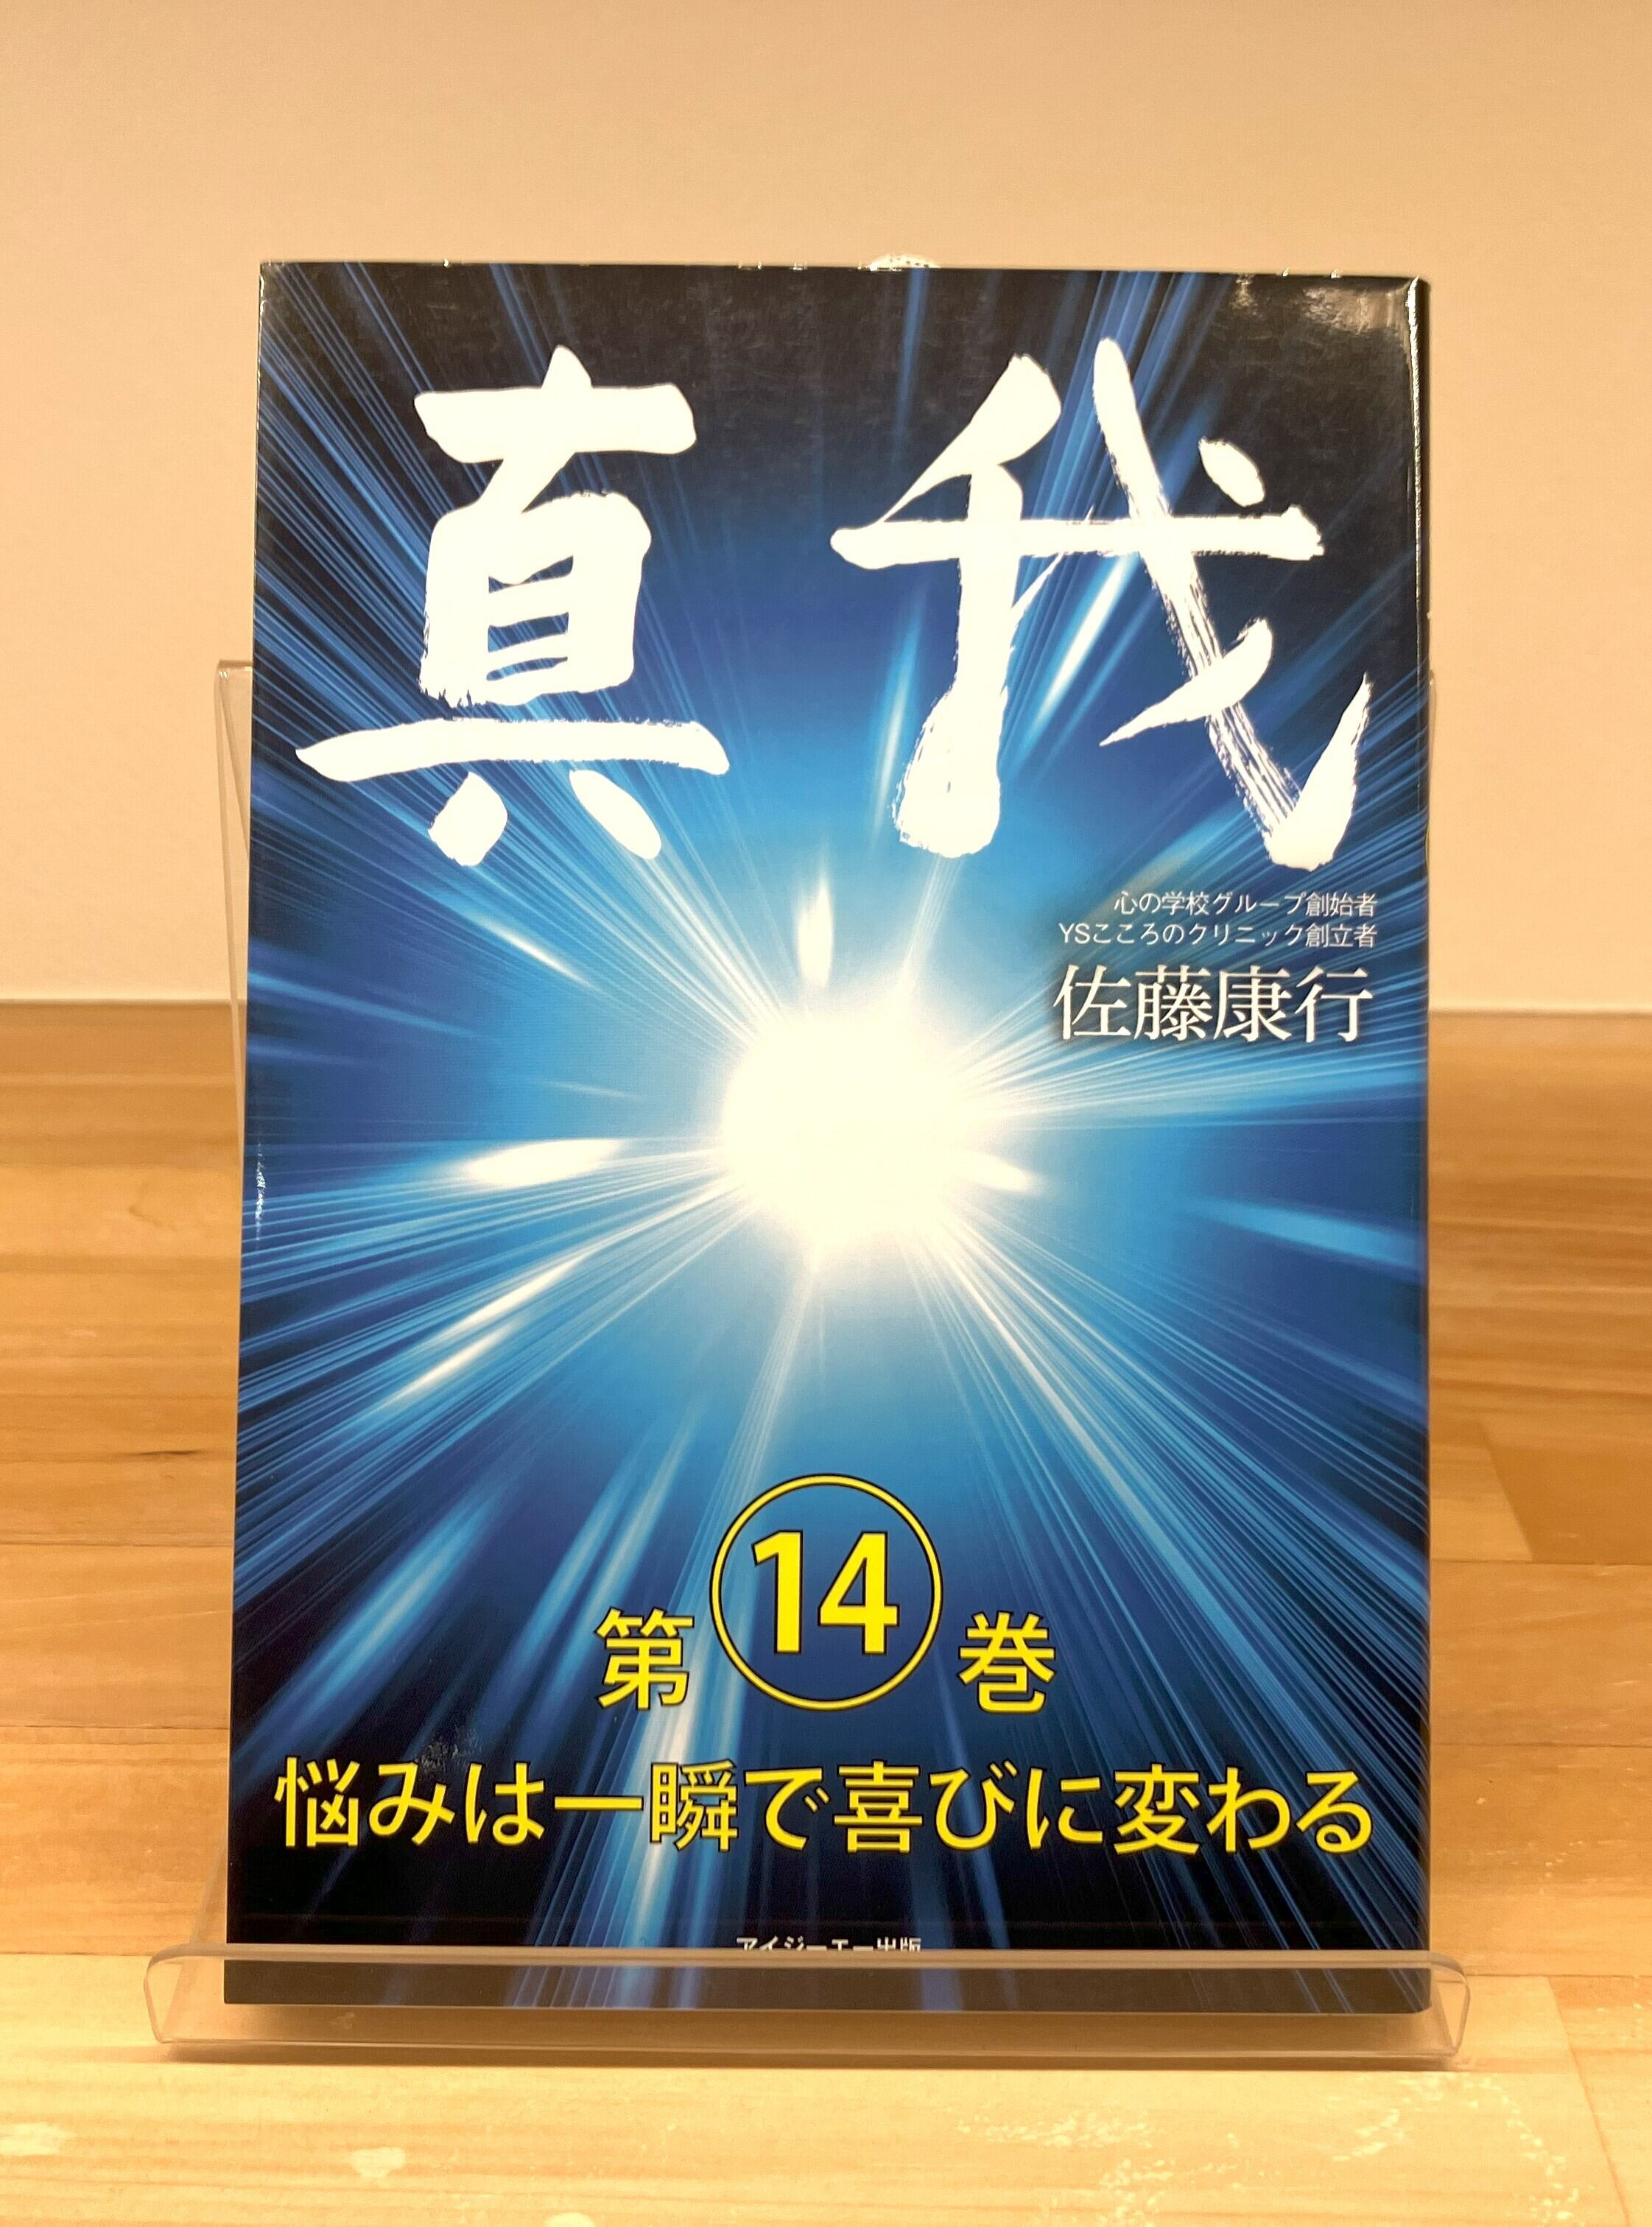 真我
心の学校グループ創始者
YSこころのクリニック創立者
佐藤康行
第14巻
悩みは一瞬で喜びに変わる
アイジーエー出版